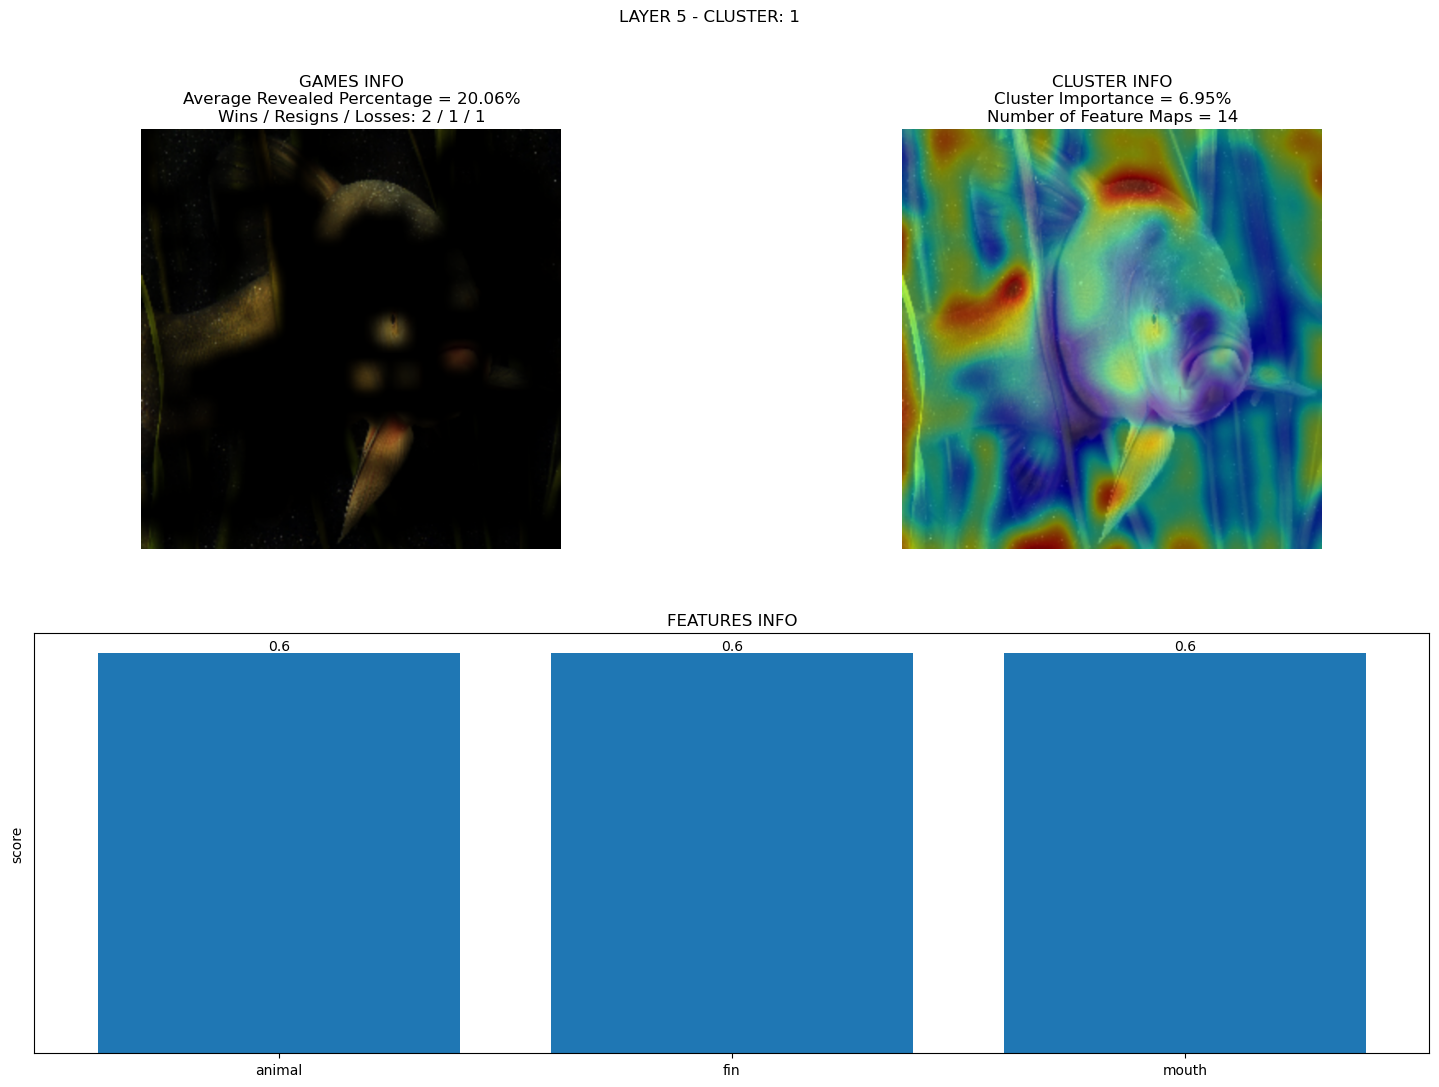 LAYER 5 - CLUSTER: 1
GAMES INFO
Average Revealed Percentage = 20.06%
Wins / Resigns / Losses: 2 / 1 / 1
CLUSTER INFO
Cluster Importance = 6.95%
Number of Feature Maps = 14
FEATURES INFO
score
0.6
0.6
0.6
animal
fin
mouth